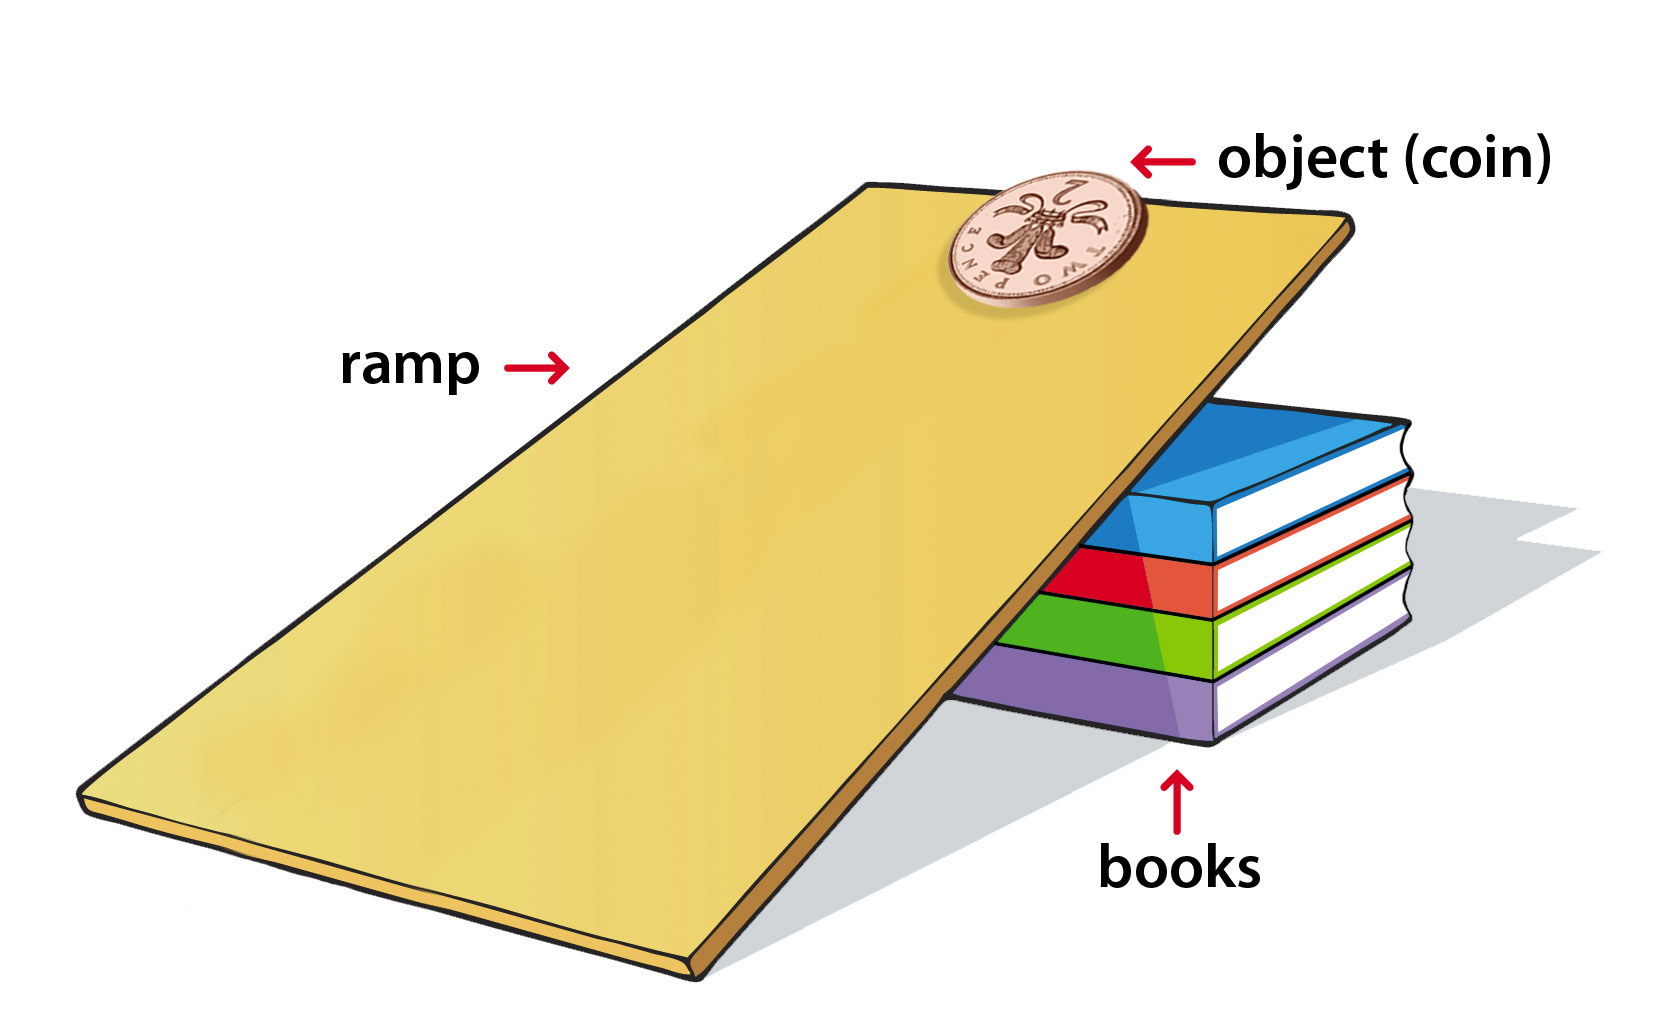 object (coin)
2
TWO PENCE
ramp
books